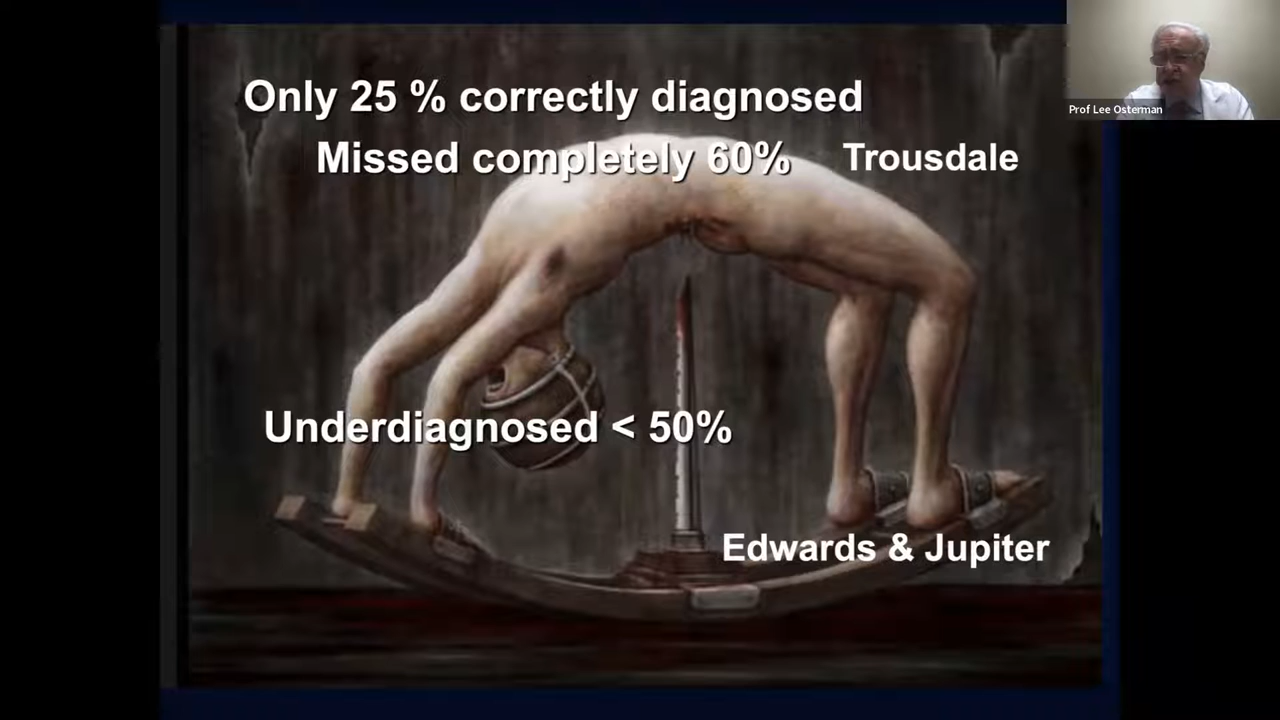 Only 25 % correctly diagnosed
Missed completely 60% Trousdale
Underdiagnosed < 50%
Edwards & Jupiter
Prof Lee Osterman